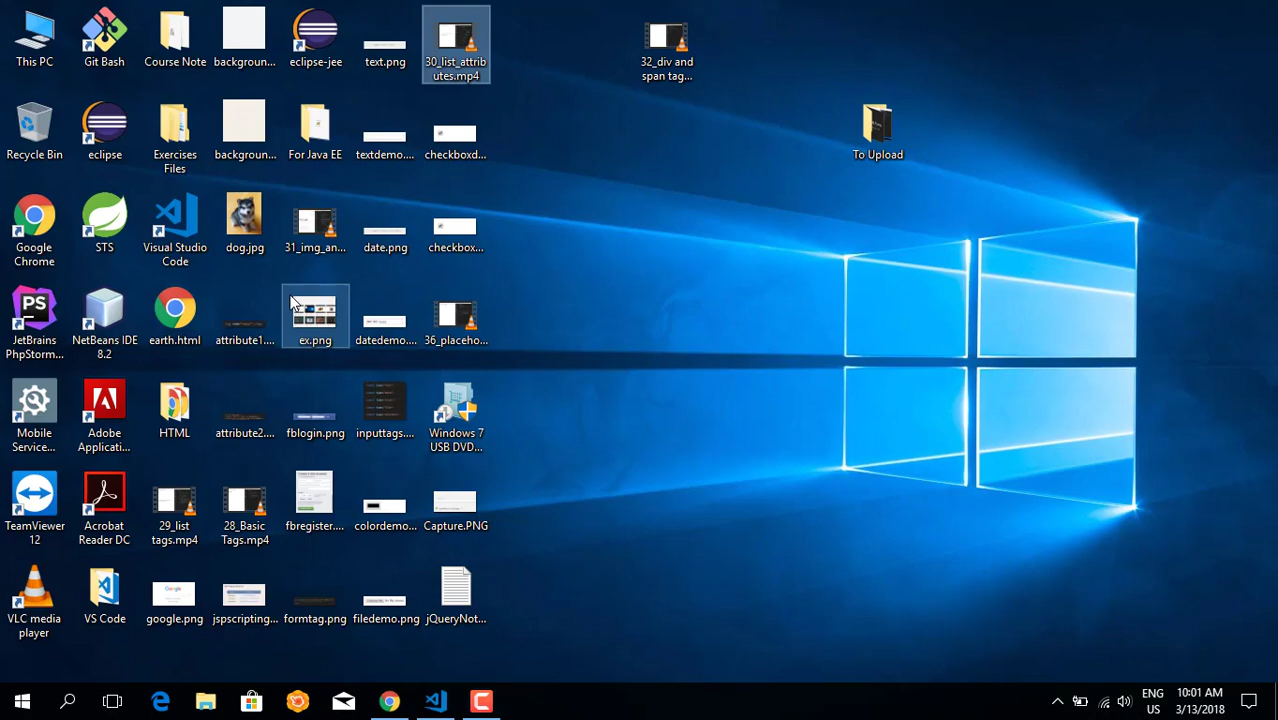 This PC
Git Bash
Course Note
backgroun...
eclipse-jee
text.png
30_list_attrib
utes.mp4
32_div and
span tag...
Recycle Bin
eclipse
Exercises
Files
backgroun...
For Java EE
textdemo....
checkboxd...
To Upload
Google
Chrome
STS
Visual Studio
Code
dog.jpg
31_img_an...
date.png
checkbox...
PS
JetBrains
PhpStorm...
NetBeans IDE
8.2
earth.html
attribute1....
ex.png
datedemo....
36_placeho...
Mobile
Service...
Adobe
Applicati...
HTML
attribute2....
fblogin.png
inputtags....
Windows 7
USB DVD...
TeamViewer
12
Acrobat
Reader DC
29_list
tags.mp4
28_Basic
Tags.mp4
fbregister....
colordemo...
Capture.PNG
VLC media
player
VS Code
Google
google.png
jspscripting...
formtag.png
filedemo.png
jQueryNot...
ENG
US
:01 AM
3/13/2018